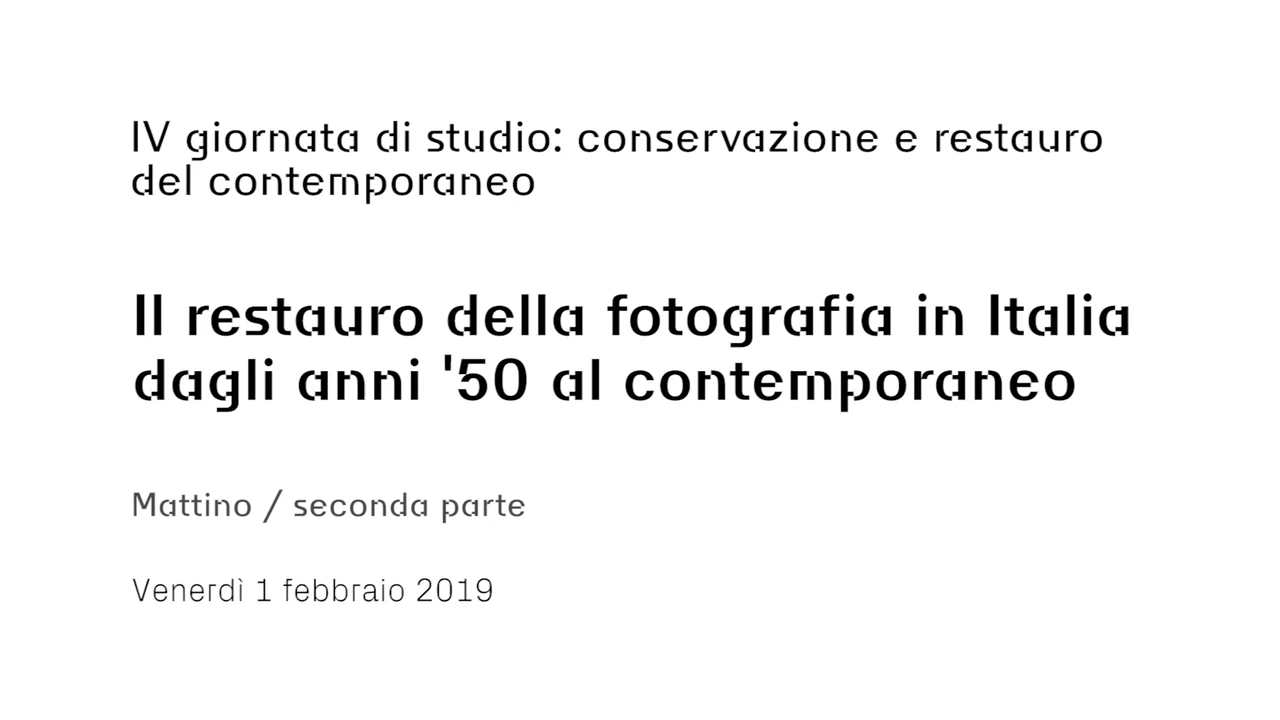 IV giornata di studio: conservazione e restauro
del contemporaneo
Il restauro della fotografia in Italia
dagli anni '50 al contemporaneo
Mattino / seconda parte
Venerdì 1 febbraio 2019